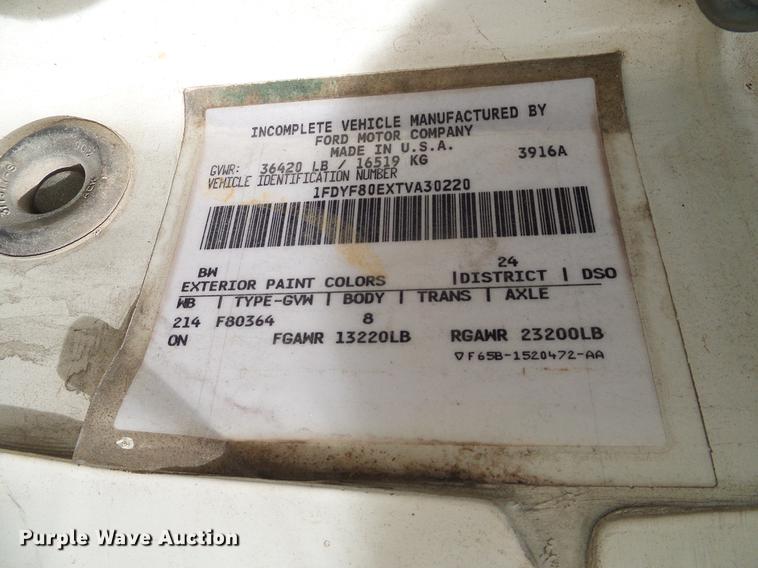 INCOMPLETE VEHICLE MANUFACTURED BY
FORD MOTOR COMPANY
MADE IN U.S.A.
GVWR: 36420 LB / 16519 KG 3916A
VEHICLE IDENTIFICATION NUMBER
1FDYF80EXTVA30220
BW 24
EXTERIOR PAINT COLORS |DISTRICT | DSO
WB | TYPE-GVW | BODY | TRANS | AXLE
214 F80364 8
ON FGAWR 13220LB RGAWR 23200LB
▽F65B-1520472-AA
Purple Wave Auction